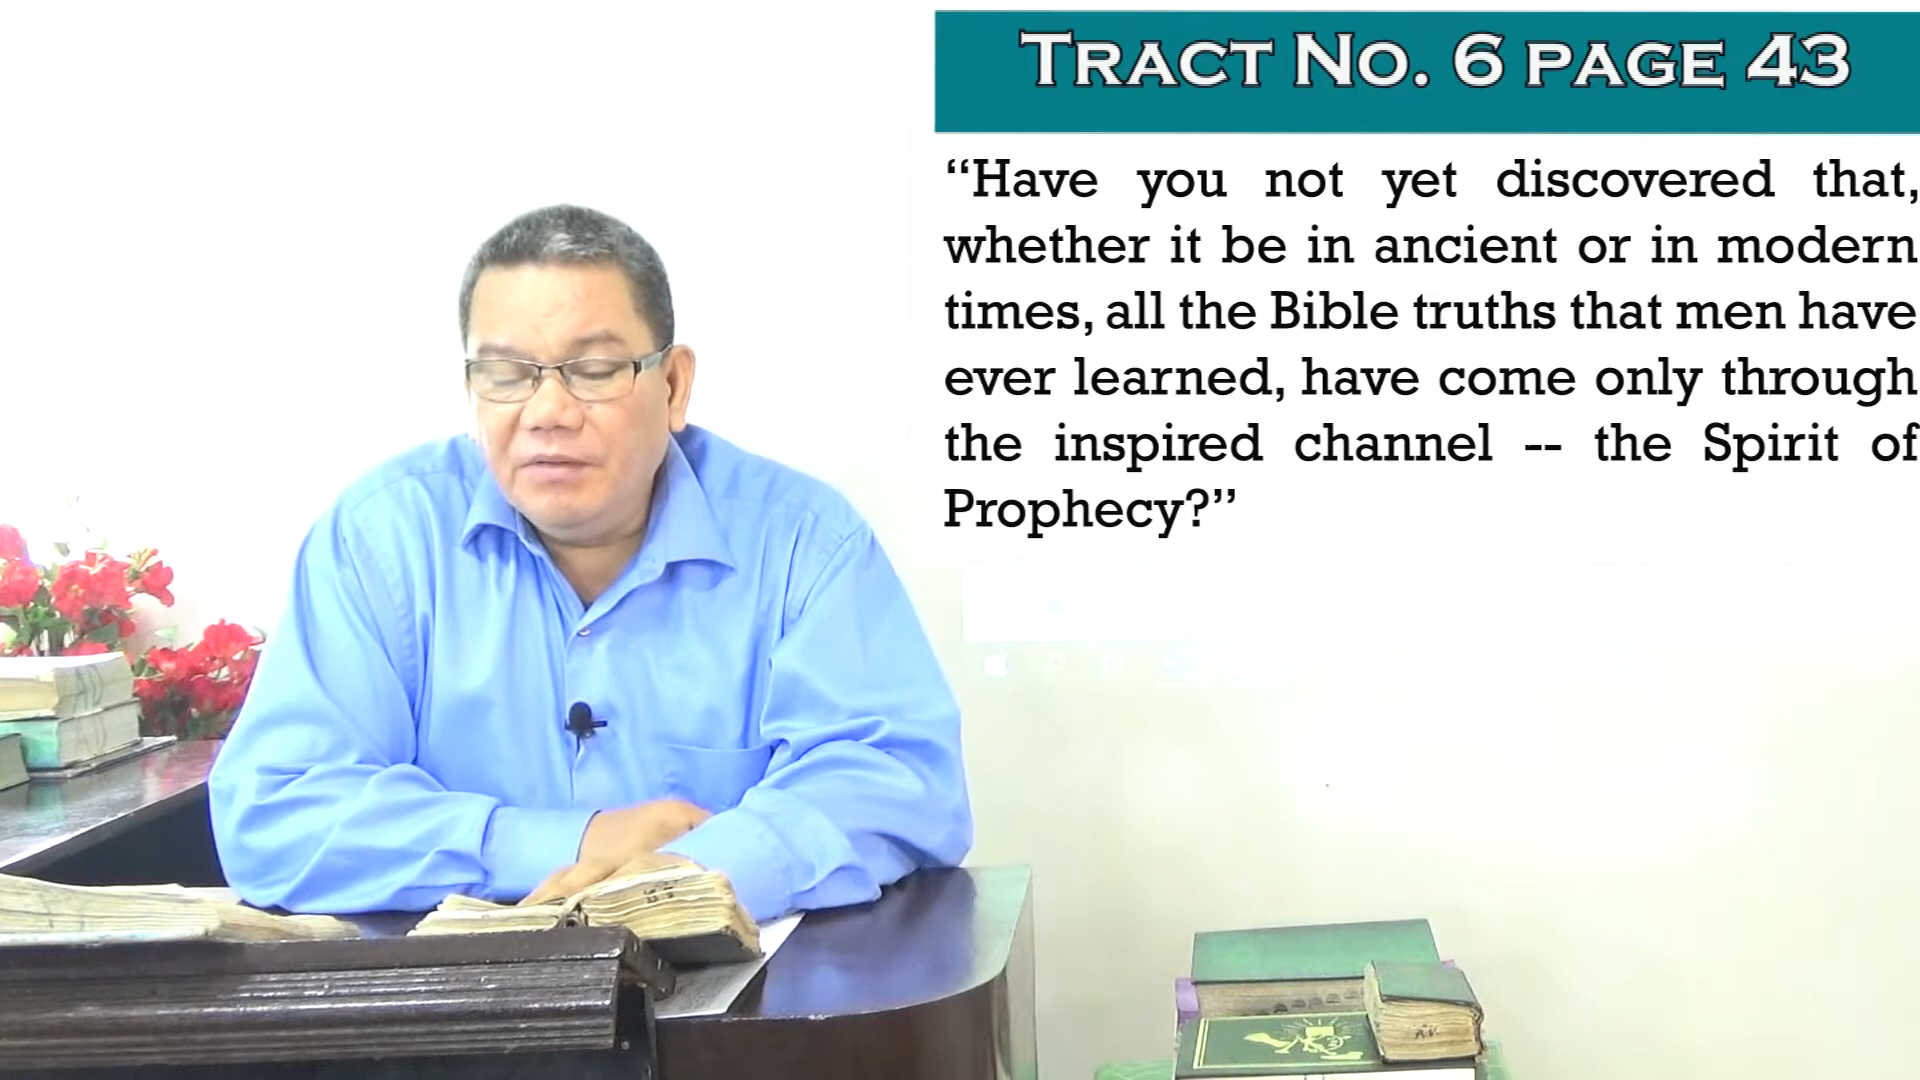 TRACT NO. 6 PAGE 43
“Have you not yet discovered that,
whether it be in ancient or in modern
times, all the Bible truths that men have
ever learned, have come only through
the inspired channel -- the Spirit of
Prophecy?”